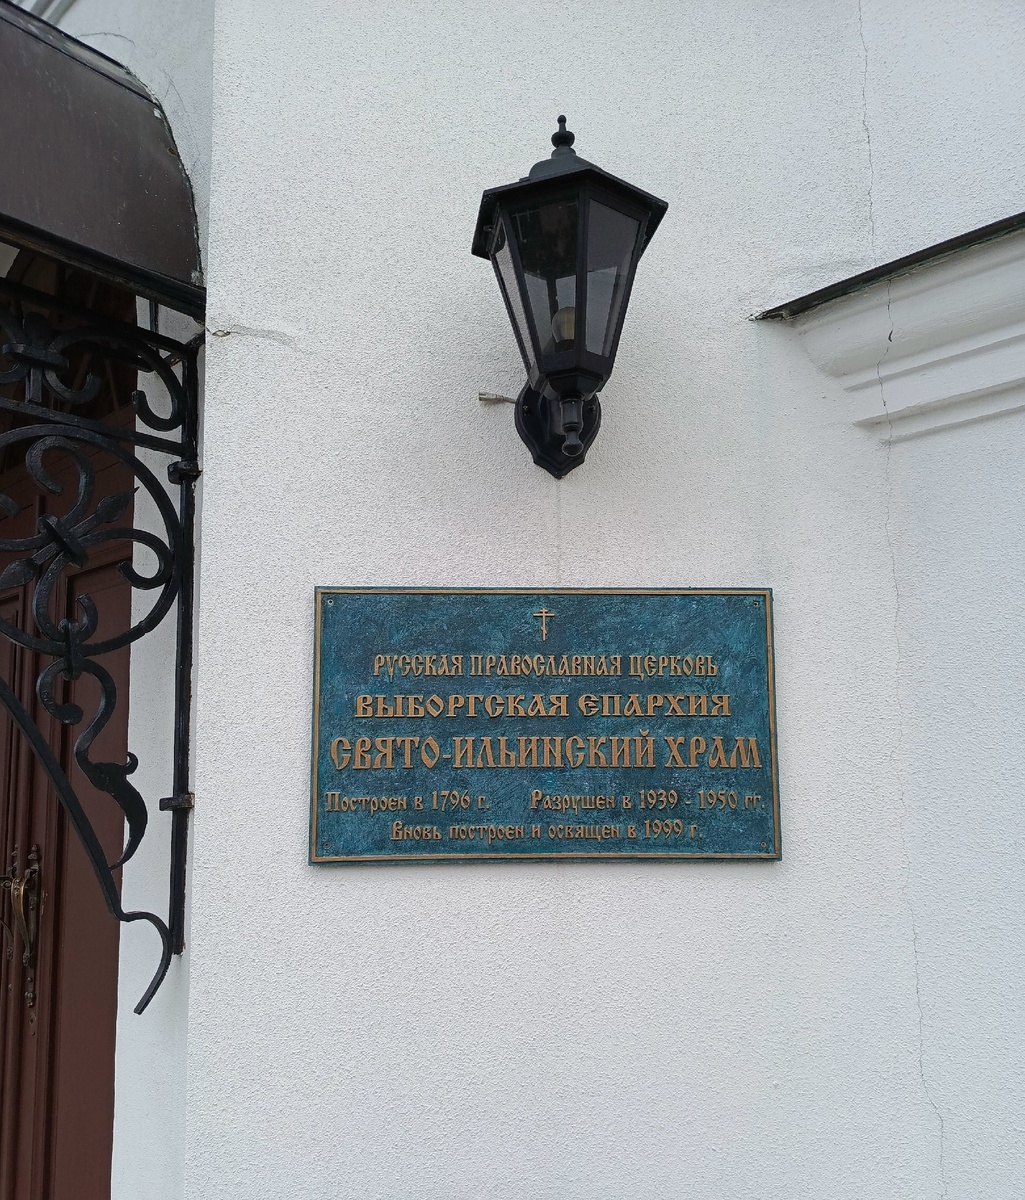 РУССКАЯ ПРАВОСЛАВНАЯ ЦЕРКОВЬ
ВЫБОРГСКАЯ ЕПАРХИЯ
СВЯТО-ИЛЬИНСКИЙ ХРАМ
Построен в 1796 г. Разрушен в 1939 - 1950 гг.
Вновь построен и освящен в 1999 г.